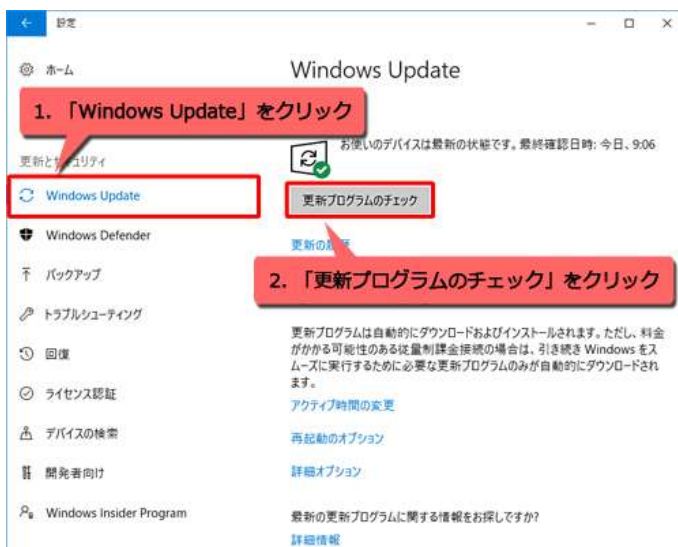 設定
ホーム
Windows Update
1. 「Windows Update」をクリック
お使いのデバイスは最新の状態です。最終確認日時: 今日、9:06
更新とセキュリティ
Windows Update
更新プログラムのチェック
Windows Defender
更新の履歴
バックアップ
2. 「更新プログラムのチェック」をクリック
トラブルシューティング
更新プログラムは自動的にダウンロードおよびインストールされます。ただし、料金
がかかる可能性のある従量制課金接続の場合は、引き続き Windows をス
ムーズに実行するために必要な更新プログラムのみが自動的にダウンロードされ
ます。
回復
ライセンス認証
アクティブ時間の変更
デバイスの検索
再起動のオプション
開発者向け
詳細オプション
Windows Insider Program
最新の更新プログラムに関する情報をお探しですか?
詳細情報